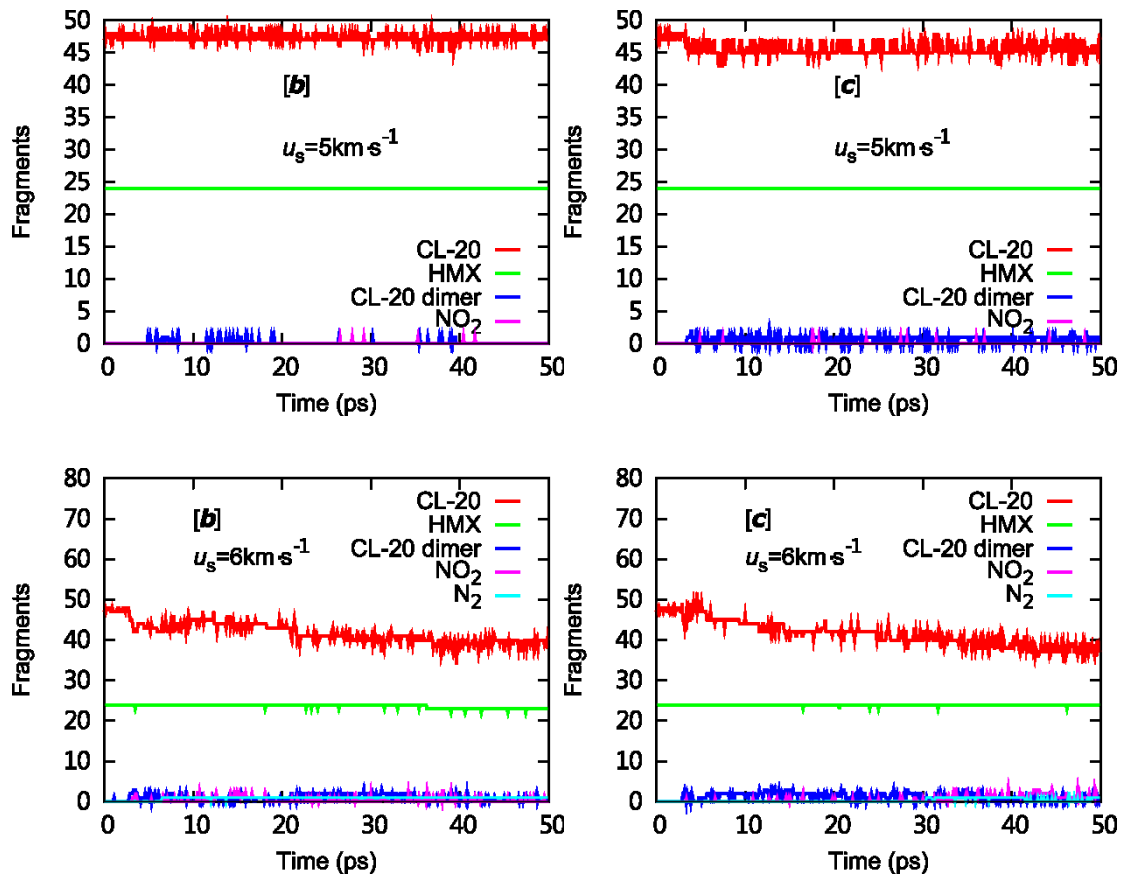 50
45
40
35
30
25
20
15
10
5
0
Fragments
[b]
uₛ=5km·s⁻¹
CL-20
HMX
CL-20 dimer
NO₂
0 10 20 30 40 50
Time (ps)
50
45
40
35
30
25
20
15
10
5
0
Fragments
[c]
uₛ=5km·s⁻¹
CL-20
HMX
CL-20 dimer
NO₂
0 10 20 30 40 50
Time (ps)
80
70
60
50
40
30
20
10
0
Fragments
[b]
uₛ=6km·s⁻¹
CL-20
HMX
CL-20 dimer
NO₂
N₂
0 10 20 30 40 50
Time (ps)
80
70
60
50
40
30
20
10
0
Fragments
[c]
uₛ=6km·s⁻¹
CL-20
HMX
CL-20 dimer
NO₂
N₂
0 10 20 30 40 50
Time (ps)